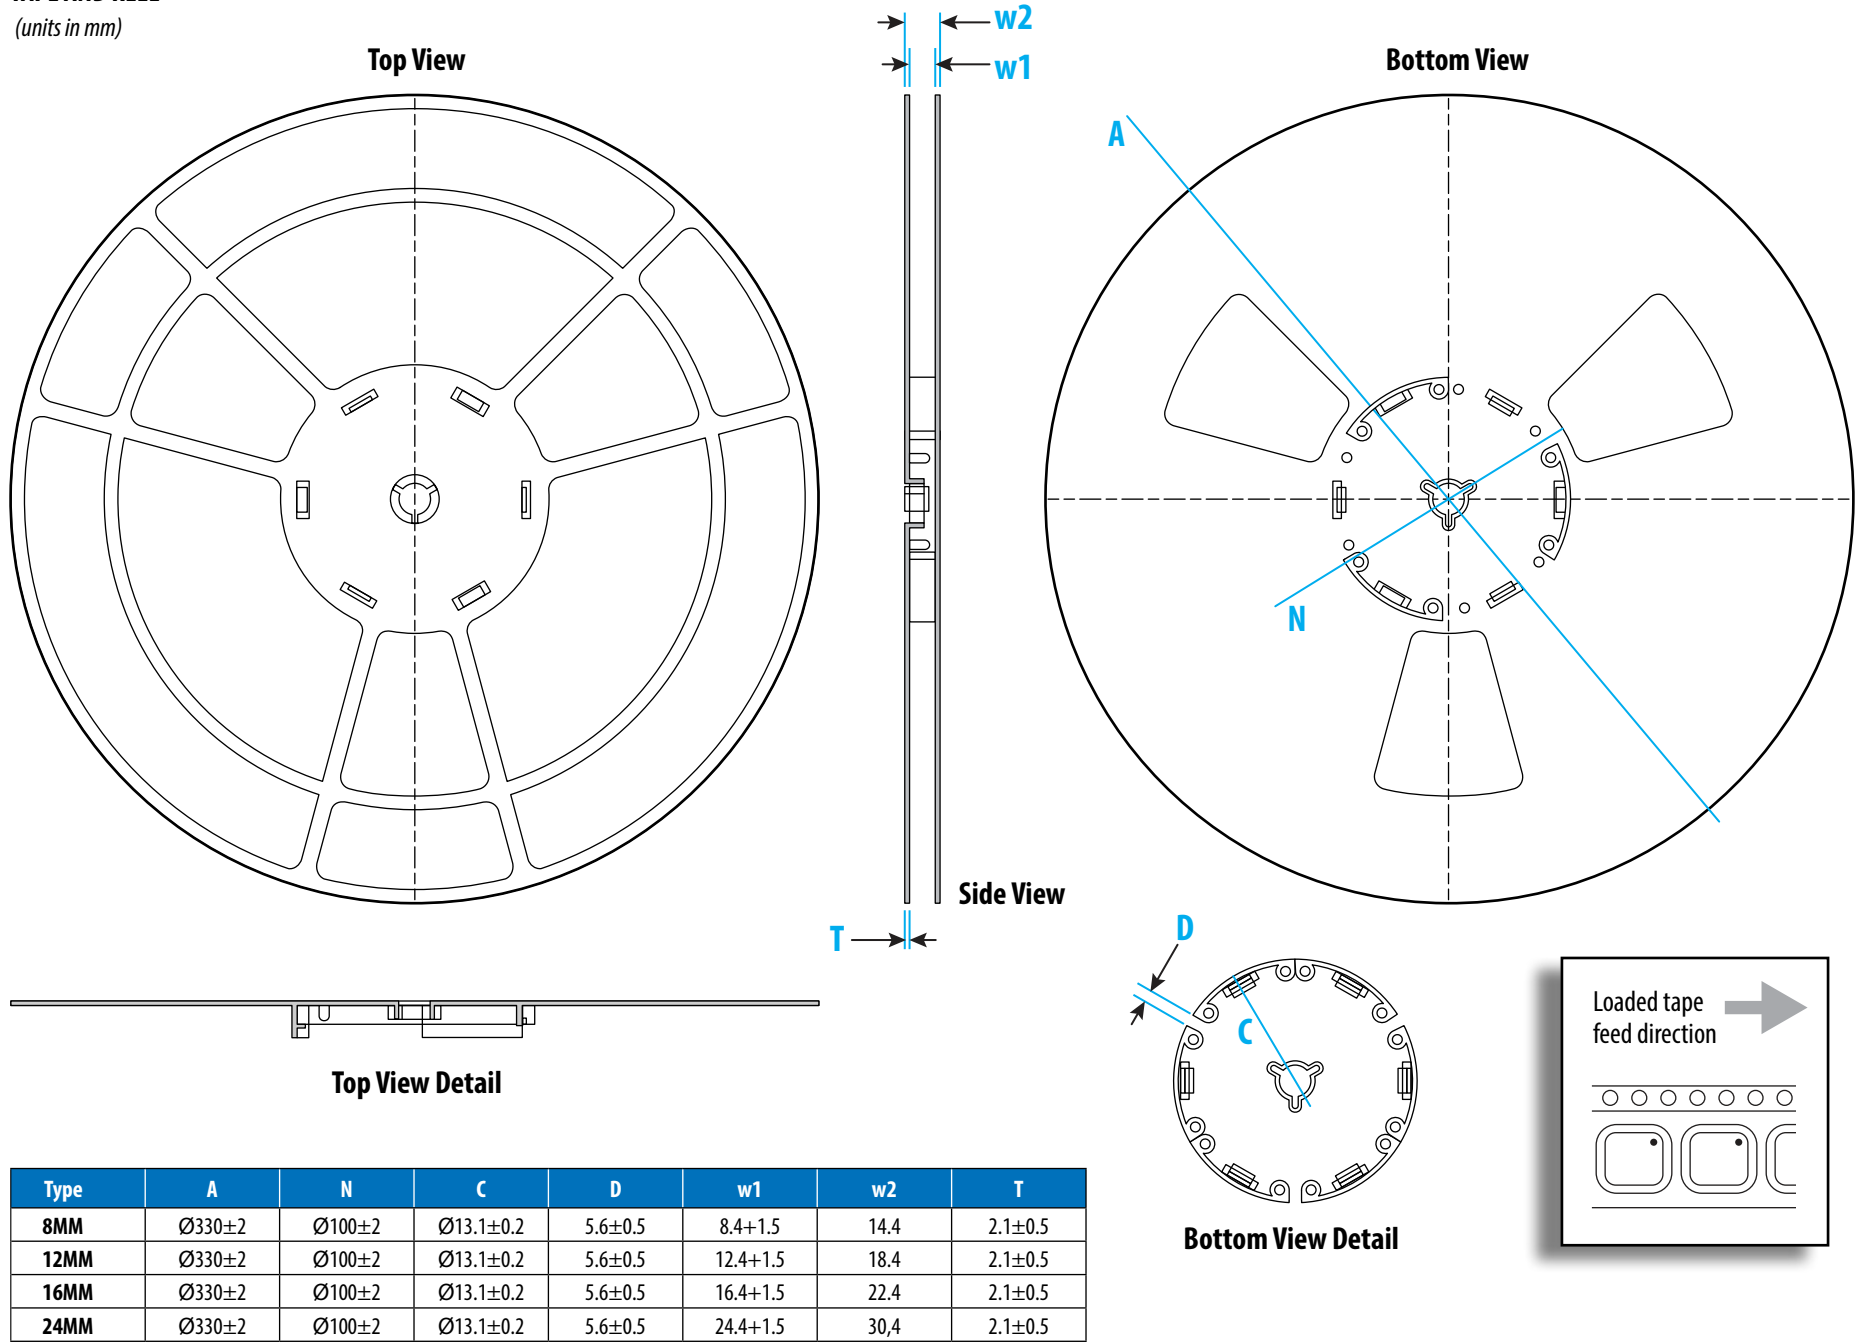 (units in mm)
Top View
w2
w1
Bottom View
A
N
Side View
T
D
C
Top View Detail
Bottom View Detail
Loaded tape
feed direction
Type A N C D w1 w2 T
8MM Ø330±2 Ø100±2 Ø13.1±0.2 5.6±0.5 8.4+1.5 14.4 2.1±0.5
12MM Ø330±2 Ø100±2 Ø13.1±0.2 5.6±0.5 12.4+1.5 18.4 2.1±0.5
16MM Ø330±2 Ø100±2 Ø13.1±0.2 5.6±0.5 16.4+1.5 22.4 2.1±0.5
24MM Ø330±2 Ø100±2 Ø13.1±0.2 5.6±0.5 24.4+1.5 30,4 2.1±0.5